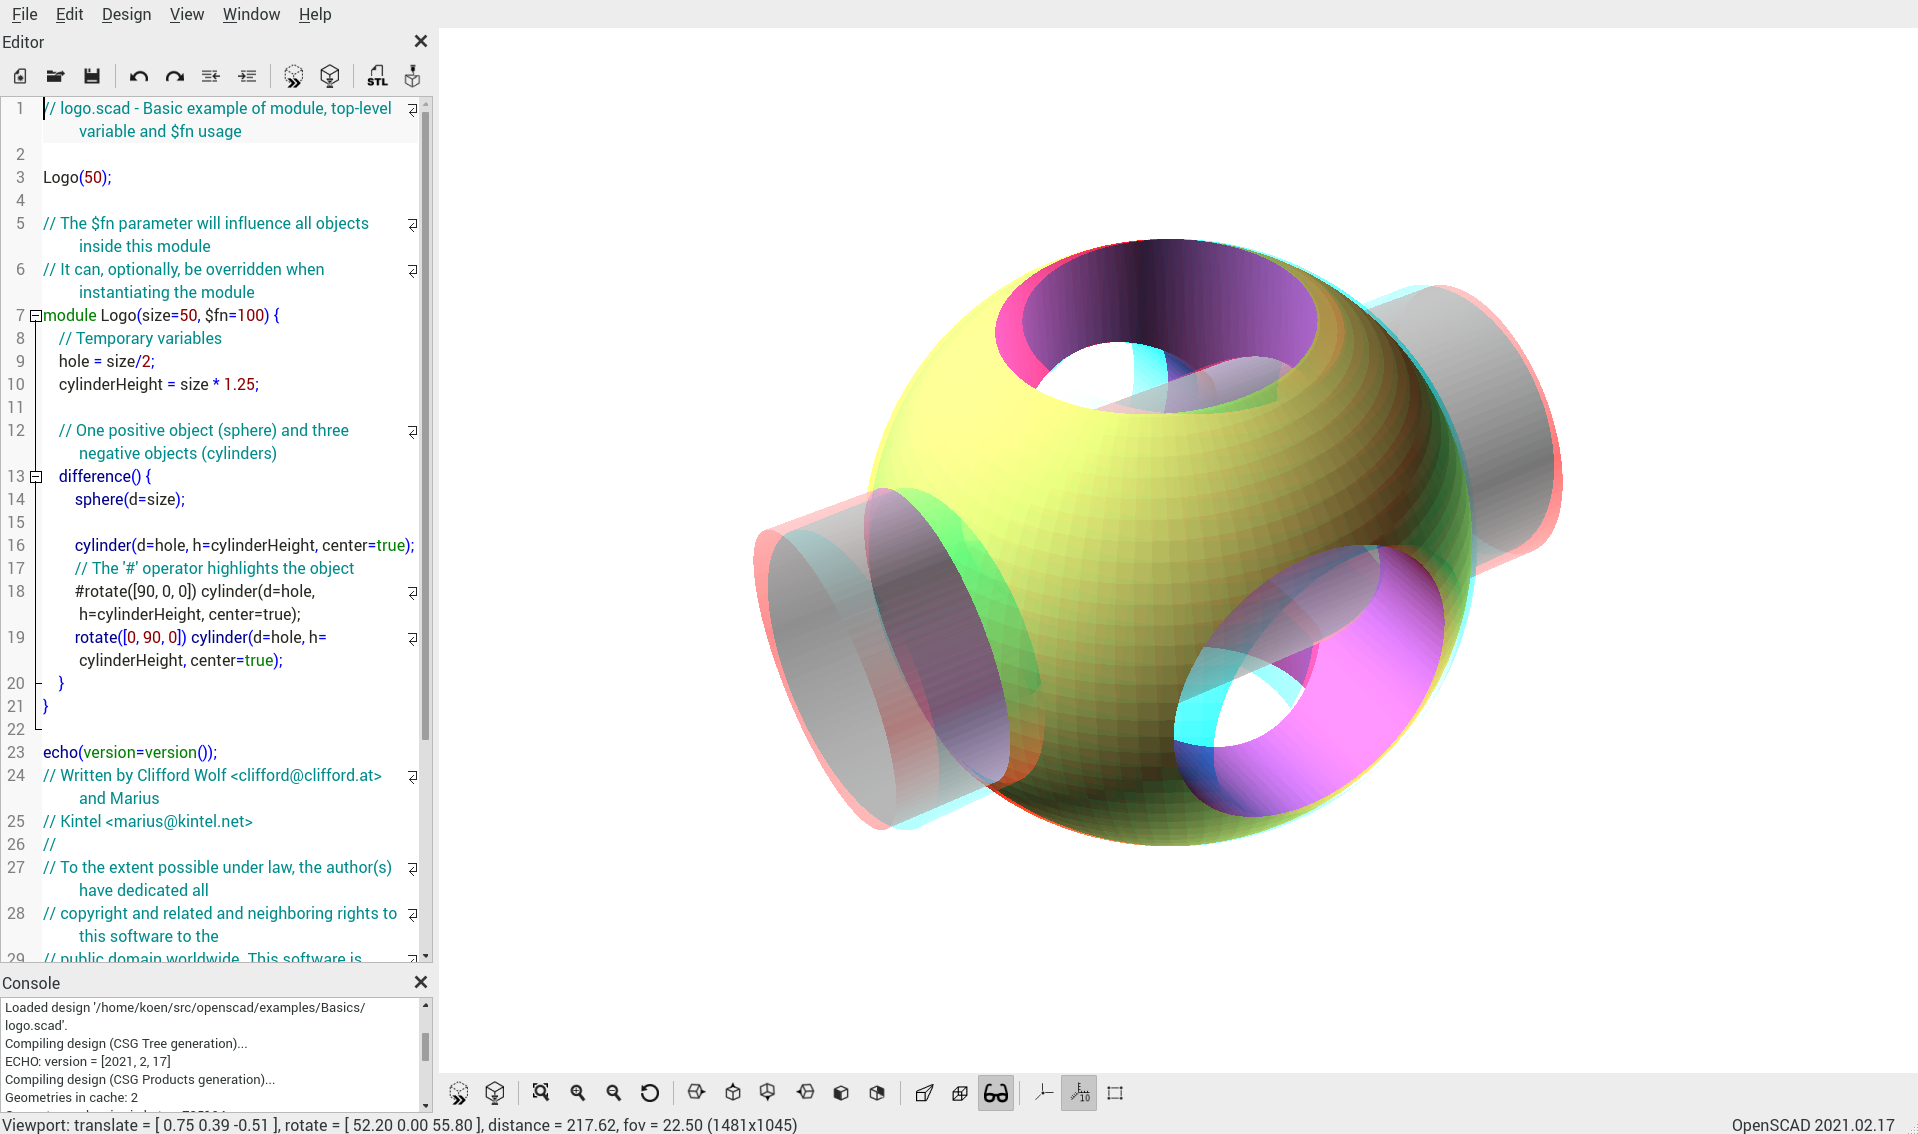 File Edit Design View Window Help
Editor
STL
1 // logo.scad - Basic example of module, top-level
variable and $fn usage
2
3 Logo(50);
4
5 // The $fn parameter will influence all objects
inside this module
6 // It can, optionally, be overridden when
instantiating the module
7 module Logo(size=50, $fn=100) {
8 // Temporary variables
9 hole = size/2;
10 cylinderHeight = size * 1.25;
11
12 // One positive object (sphere) and three
negative objects (cylinders)
13 difference() {
14 sphere(d=size);
15
16 cylinder(d=hole, h=cylinderHeight, center=true);
17 // The '#' operator highlights the object
18 #rotate([90, 0, 0]) cylinder(d=hole,
h=cylinderHeight, center=true);
19 rotate([0, 90, 0]) cylinder(d=hole, h=
cylinderHeight, center=true);
20 }
21 }
22
23 echo(version=version());
24 // Written by Clifford Wolf <clifford@clifford.at>
and Marius
25 // Kintel <marius@kintel.net>
26 //
27 // To the extent possible under law, the author(s)
have dedicated all
28 // copyright and related and neighboring rights to
this software to the
29 // public domain worldwide. This software is
Console
Loaded design '/home/koen/src/openscad/examples/Basics/
logo.scad'.
Compiling design (CSG Tree generation)...
ECHO: version = [2021, 2, 17]
Compiling design (CSG Products generation)...
Geometries in cache: 2
10
Viewport: translate = [ 0.75 0.39 -0.51 ], rotate = [ 52.20 0.00 55.80 ], distance = 217.62, fov = 22.50 (1481x1045)
OpenSCAD 2021.02.17